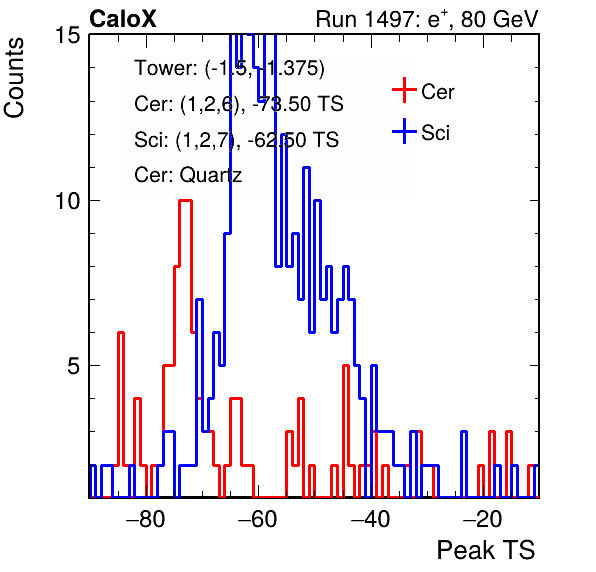 CaloX Run 1497: e⁺, 80 GeV
Counts
15
10
5
Tower: (-1.5, -1.375)
Cer: (1,2,6), -73.50 TS
Sci: (1,2,7), -62.50 TS
Cer: Quartz
Cer
Sci
−80 −60 −40 −20
Peak TS